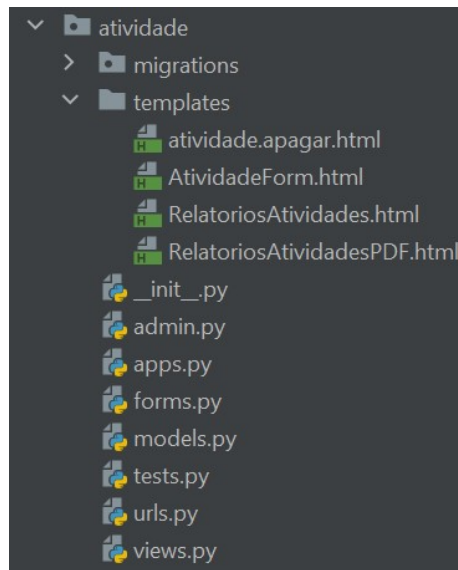 atividade
migrations
templates
atividade.apagar.html
AtividadeForm.html
RelatoriosAtividades.html
RelatoriosAtividadesPDF.html
__init__.py
admin.py
apps.py
forms.py
models.py
tests.py
urls.py
views.py